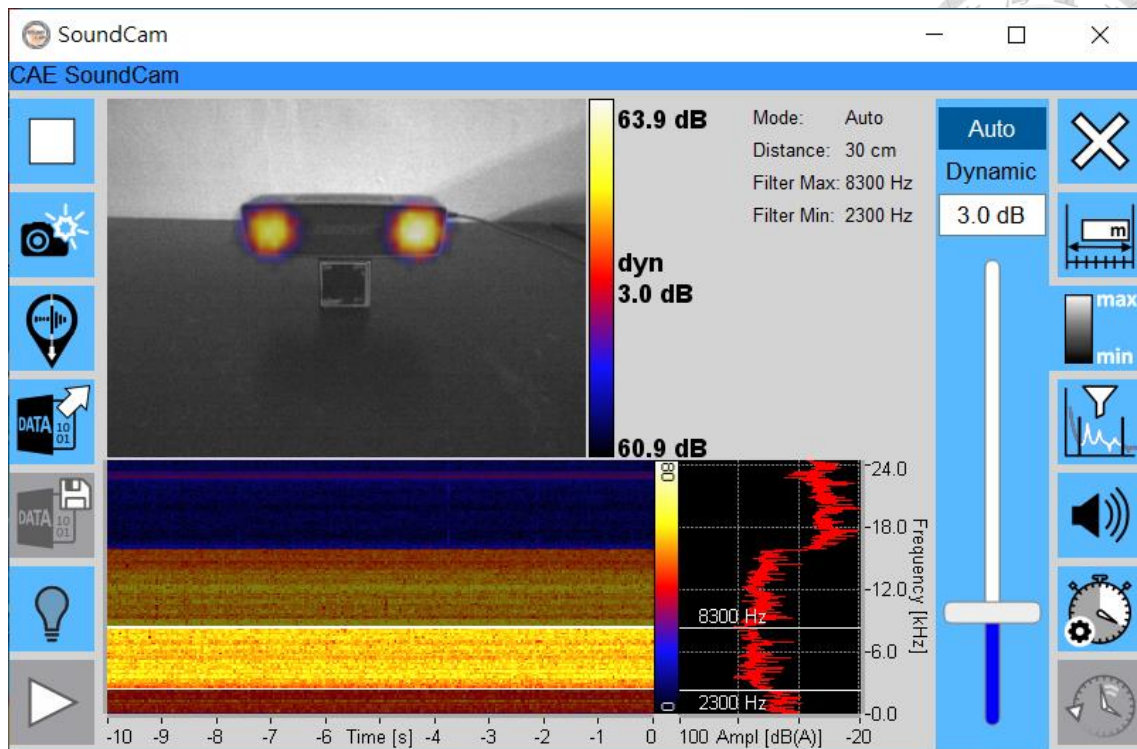 SoundCam
CAE SoundCam
63.9 dB
dyn
3.0 dB
60.9 dB
Mode: Auto
Distance: 30 cm
Filter Max: 8300 Hz
Filter Min: 2300 Hz
Auto
Dynamic
3.0 dB
m
max
min
DATA 10 01
DATA 10 01
80
0
8300 Hz
2300 Hz
-24.0
-18.0
-12.0
-6.0
-0.0
Frequency [kHz]
-10 -9 -8 -7 -6 Time [s] -4 -3 -2 -1 0 100 Ampl [dB(A)] -20